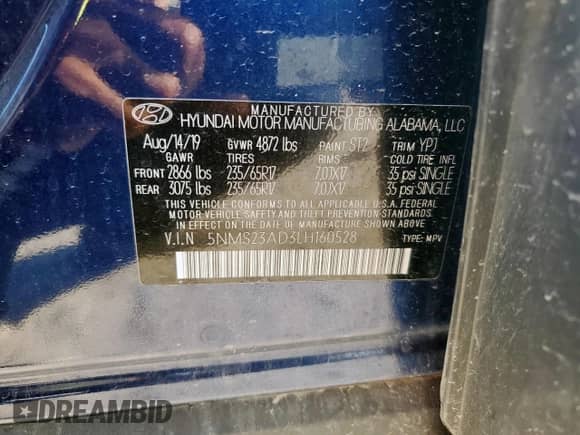 MANUFACTURED BY
HYUNDAI MOTOR MANUFACTURING ALABAMA, LLC
Aug/14/19 GVWR 4872 lbs PAINT ST2 TRIM YPJ
GAWR TIRES RIMS COLD TIRE INFL
FRONT 2866 lbs 235/65R17 7.0JX17 35 psi SINGLE
REAR 3075 lbs 235/65R17 7.0JX17 35 psi SINGLE
THIS VEHICLE CONFORMS TO ALL APPLICABLE U.S.A. FEDERAL
MOTOR VEHICLE SAFETY STANDARDS IN EFFECT ON
THE DATE OF MANUFACTURE SHOWN ABOVE.
V.I.N 5NMS23AD3LH160528 TYPE: MPV
DREAMBID